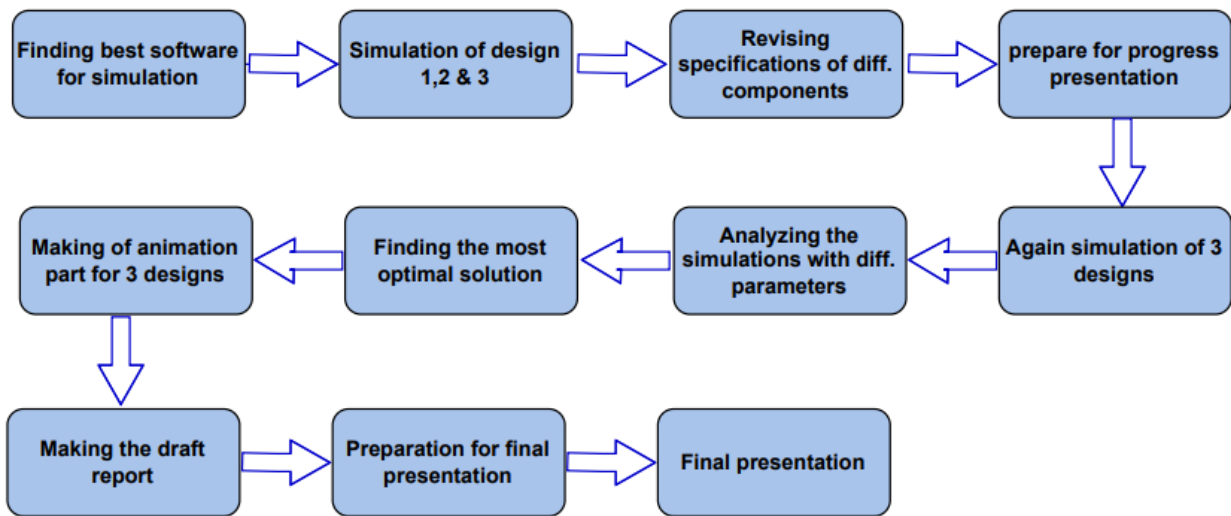 Finding best software
for simulation
Simulation of design
1,2 & 3
Revising
specifications of diff.
components
prepare for progress
presentation
Again simulation of 3
designs
Analyzing the
simulations with diff.
parameters
Finding the most
optimal solution
Making of animation
part for 3 designs
Making the draft
report
Preparation for final
presentation
Final presentation